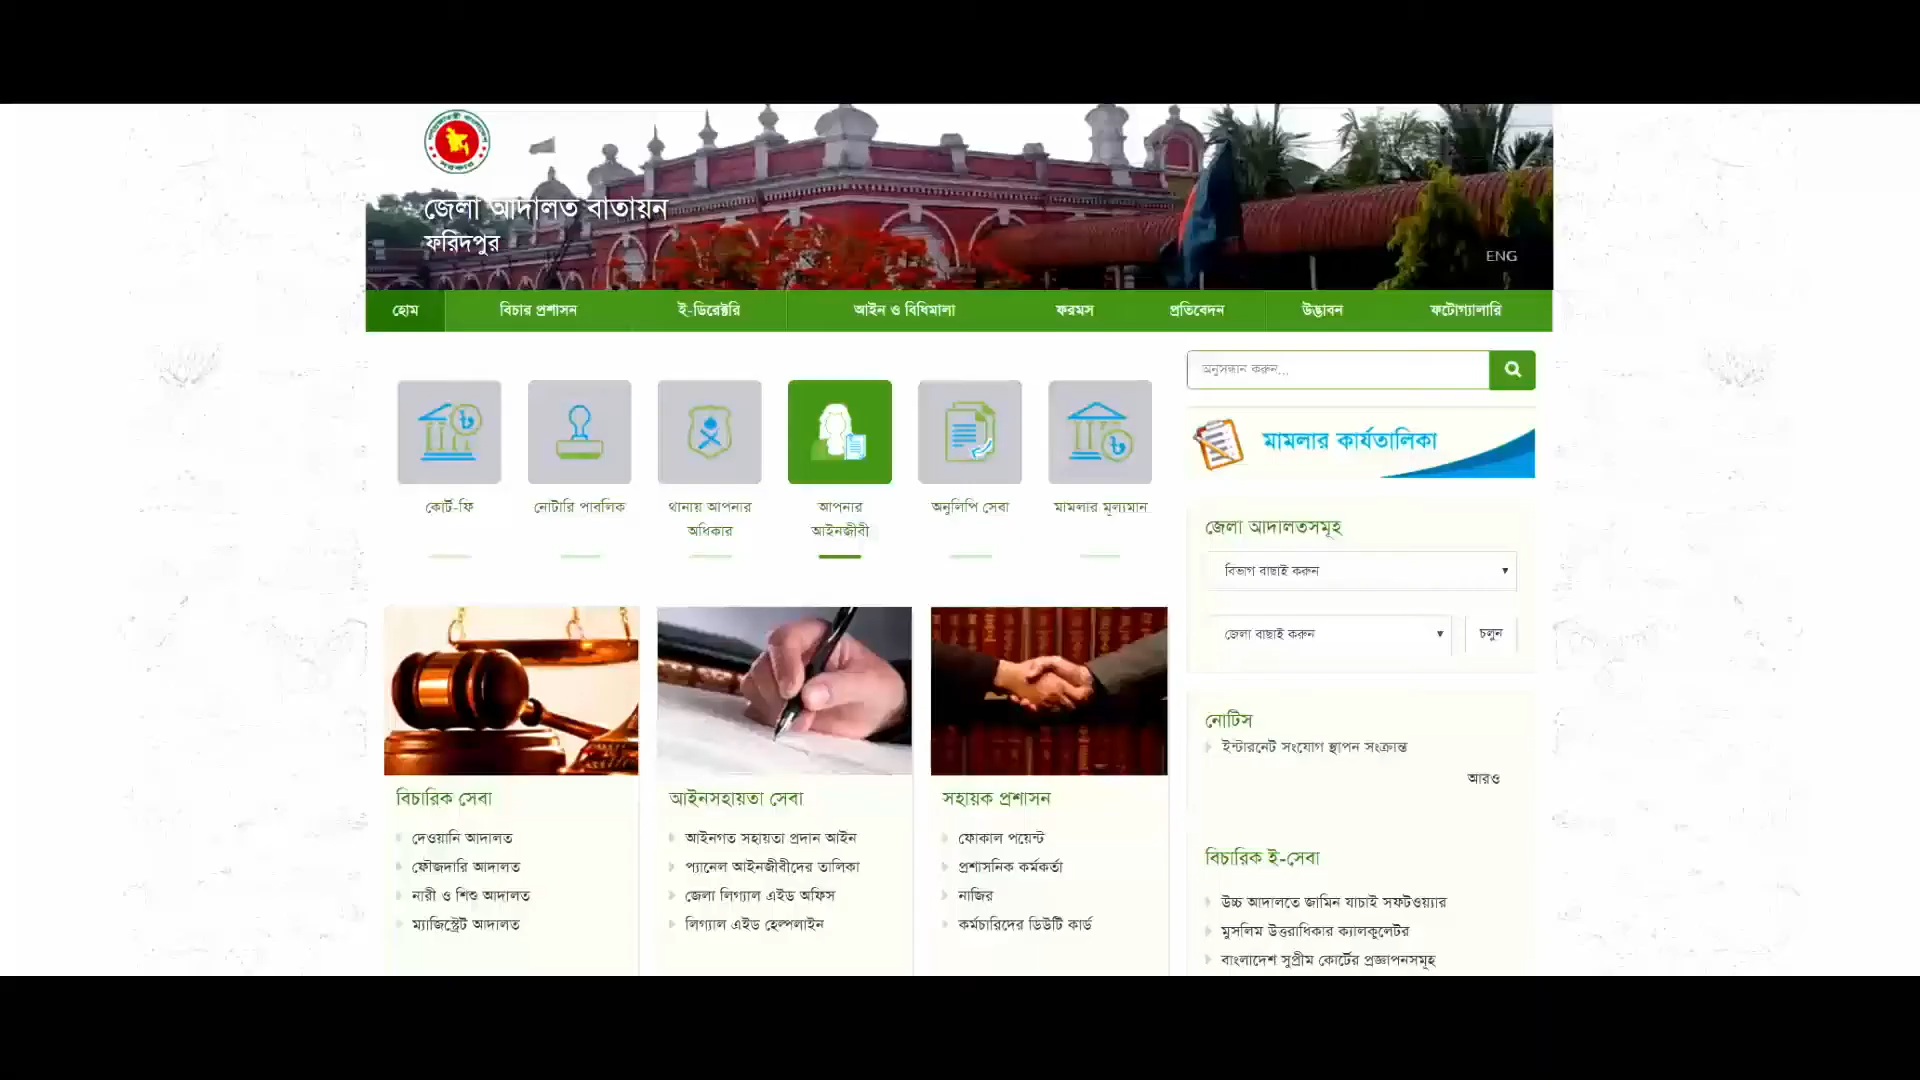 জেলা আদালত বাতায়ন
ফরিদপুর
ENG
হোম
বিচার প্রশাসন
ই-ডিরেক্টরি
আইন ও বিধিমালা
ফরমস
প্রতিবেদন
উদ্ভাবন
ফটোগ্যালারি
অনুসন্ধান করুন...
কোর্ট-ফি
নোটারি পাবলিক
থানায় আপনার
অধিকার
আপনার
আইনজীবী
অনুলিপি সেবা
মামলার মূল্যমান
মামলার কার্যতালিকা
জেলা আদালতসমূহ
বিভাগ বাছাই করুন
জেলা বাছাই করুন
চলুন
নোটিস
ইন্টারনেট সংযোগ স্থাপন সংক্রান্ত
আরও
বিচারিক সেবা
দেওয়ানি আদালত
ফৌজদারি আদালত
নারী ও শিশু আদালত
ম্যাজিস্ট্রেট আদালত
আইনসহায়তা সেবা
আইনগত সহায়তা প্রদান আইন
প্যানেল আইনজীবীদের তালিকা
জেলা লিগ্যাল এইড অফিস
লিগ্যাল এইড হেল্পলাইন
সহায়ক প্রশাসন
ফোকাল পয়েন্ট
প্রশাসনিক কর্মকর্তা
নাজির
কর্মচারিদের ডিউটি কার্ড
বিচারিক ই-সেবা
উচ্চ আদালতে জামিন যাচাই সফটওয়্যার
মুসলিম উত্তরাধিকার ক্যালকুলেটর
বাংলাদেশ সুপ্রীম কোর্টের প্রজ্ঞাপনসমূহ